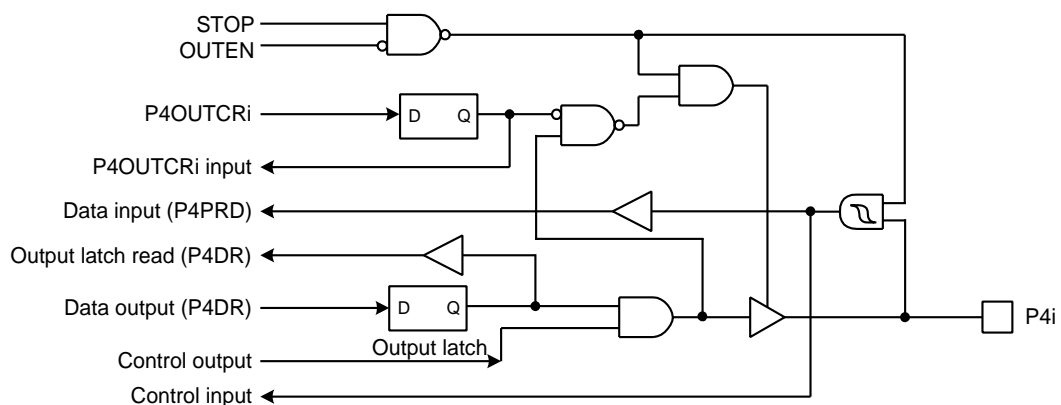 STOP
OUTEN
P4OUTCRi
D Q
P4OUTCRi input
Data input (P4PRD)
Output latch read (P4DR)
Data output (P4DR)
D Q
P4i
Output latch
Control output
Control input